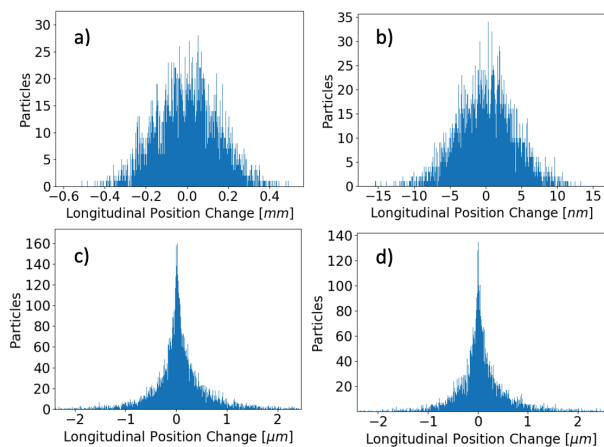 a)
Particles
30
25
20
15
10
5
0
−0.6 −0.4 −0.2 0.0 0.2 0.4
Longitudinal Position Change [mm]
b)
Particles
35
30
25
20
15
10
5
0
−15 −10 −5 0 5 10 15
Longitudinal Position Change [nm]
c)
Particles
160
140
120
100
80
60
40
20
0
−2 −1 0 1 2
Longitudinal Position Change [μm]
d)
Particles
140
120
100
80
60
40
20
−2 −1 0 1 2
Longitudinal Position Change [μm]